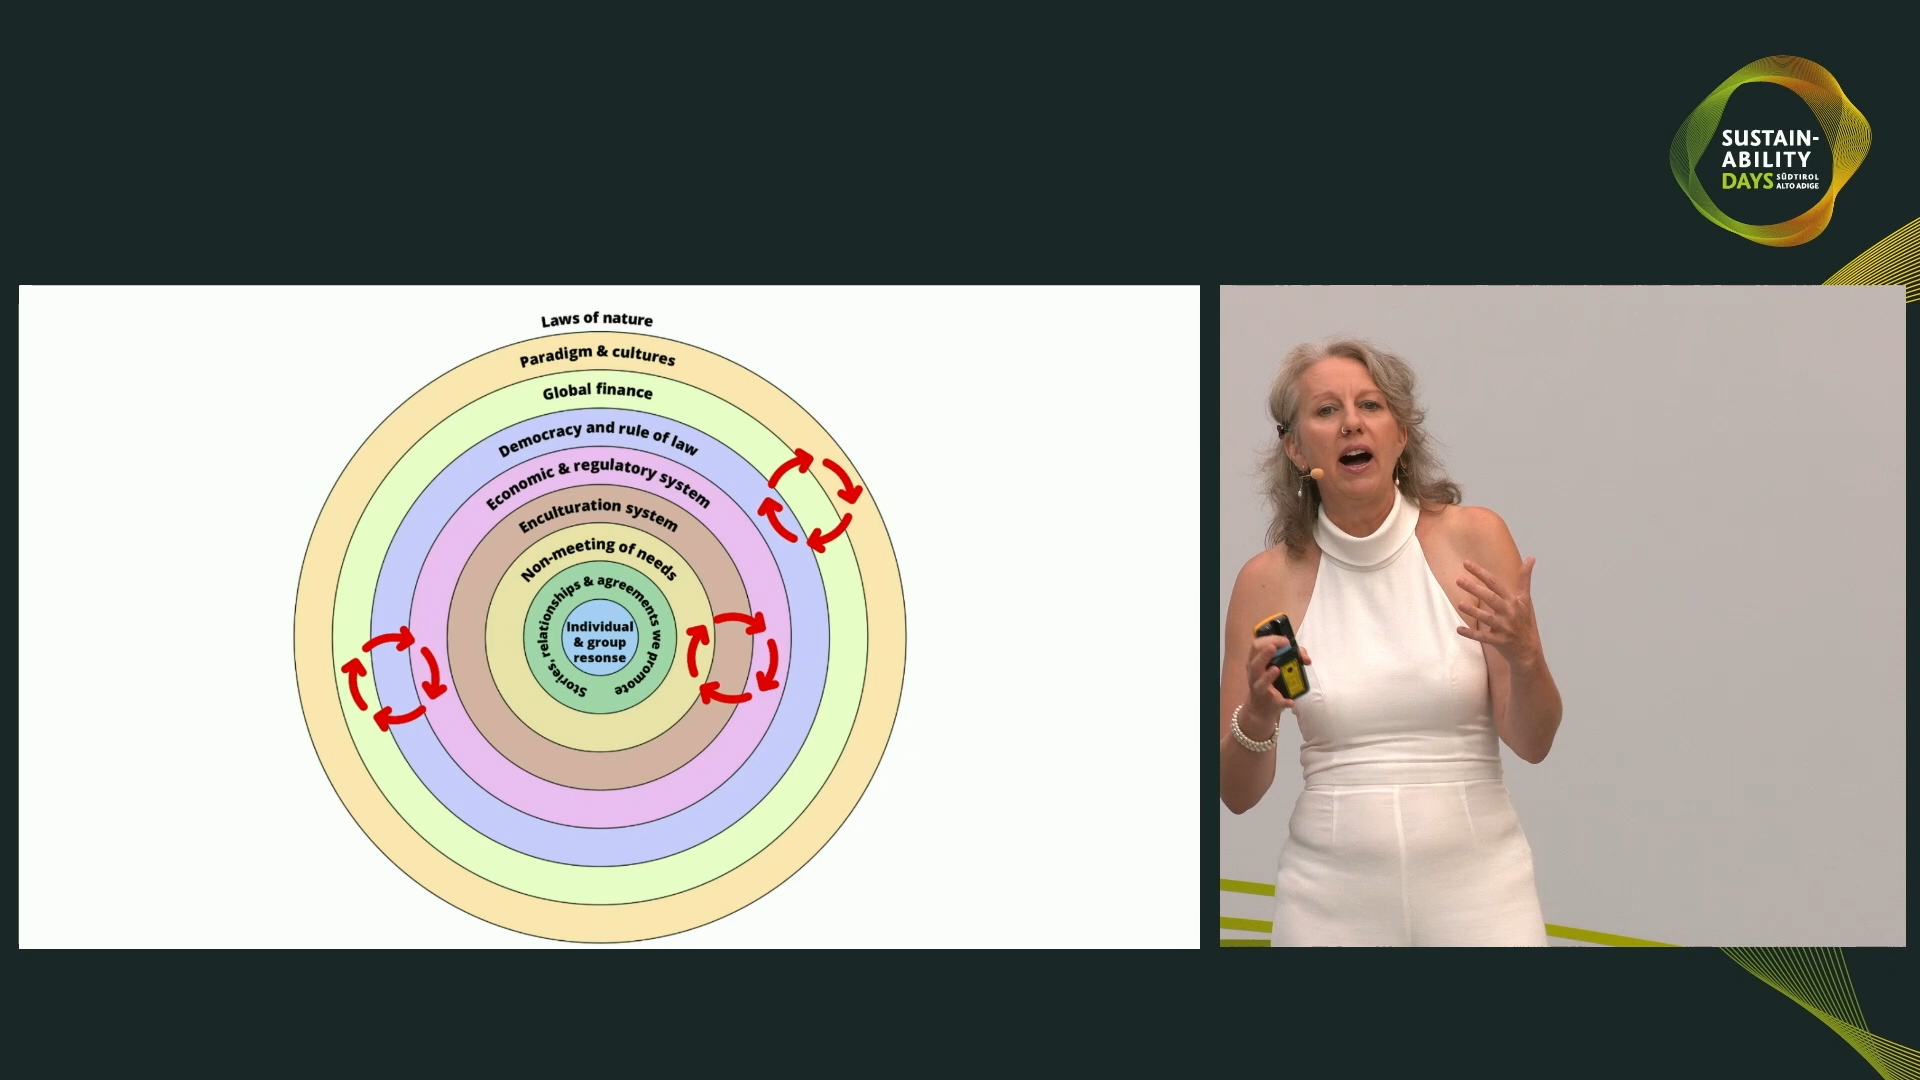 SUSTAIN-
ABILITY
DAYS SÜDTIROL
ALTO ADIGE
Laws of nature
Paradigm & cultures
Global finance
Democracy and rule of law
Economic & regulatory system
Enculturation system
Non-meeting of needs
Stories, relationships & agreements we promote
Individual
& group
resonse